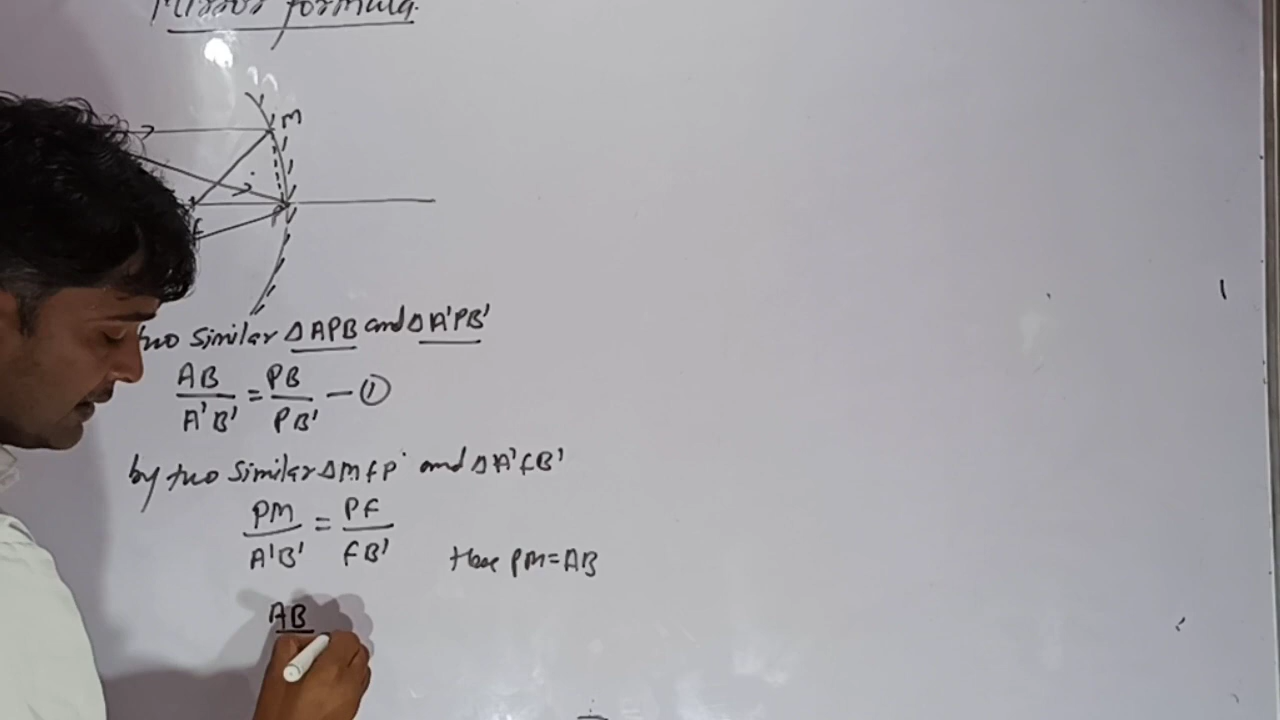 Mirror formula.
M
P
F
two similar Δ APB and Δ A'PB'
AB/A'B' = PB/PB' — ①
by two similar Δ MFP and Δ A'FB'
PM/A'B' = PF/FB'
PM = AB
AB